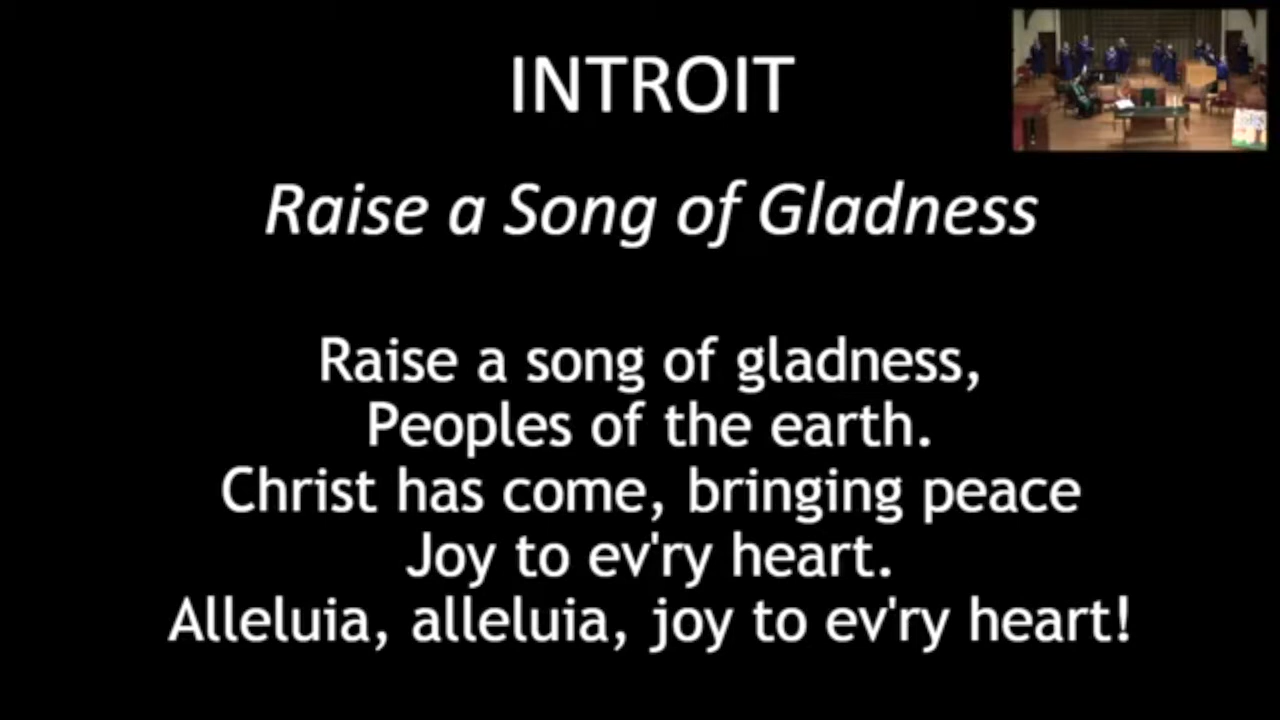 INTROIT
Raise a Song of Gladness
Raise a song of gladness,
Peoples of the earth.
Christ has come, bringing peace
Joy to ev'ry heart.
Alleluia, alleluia, joy to ev'ry heart!